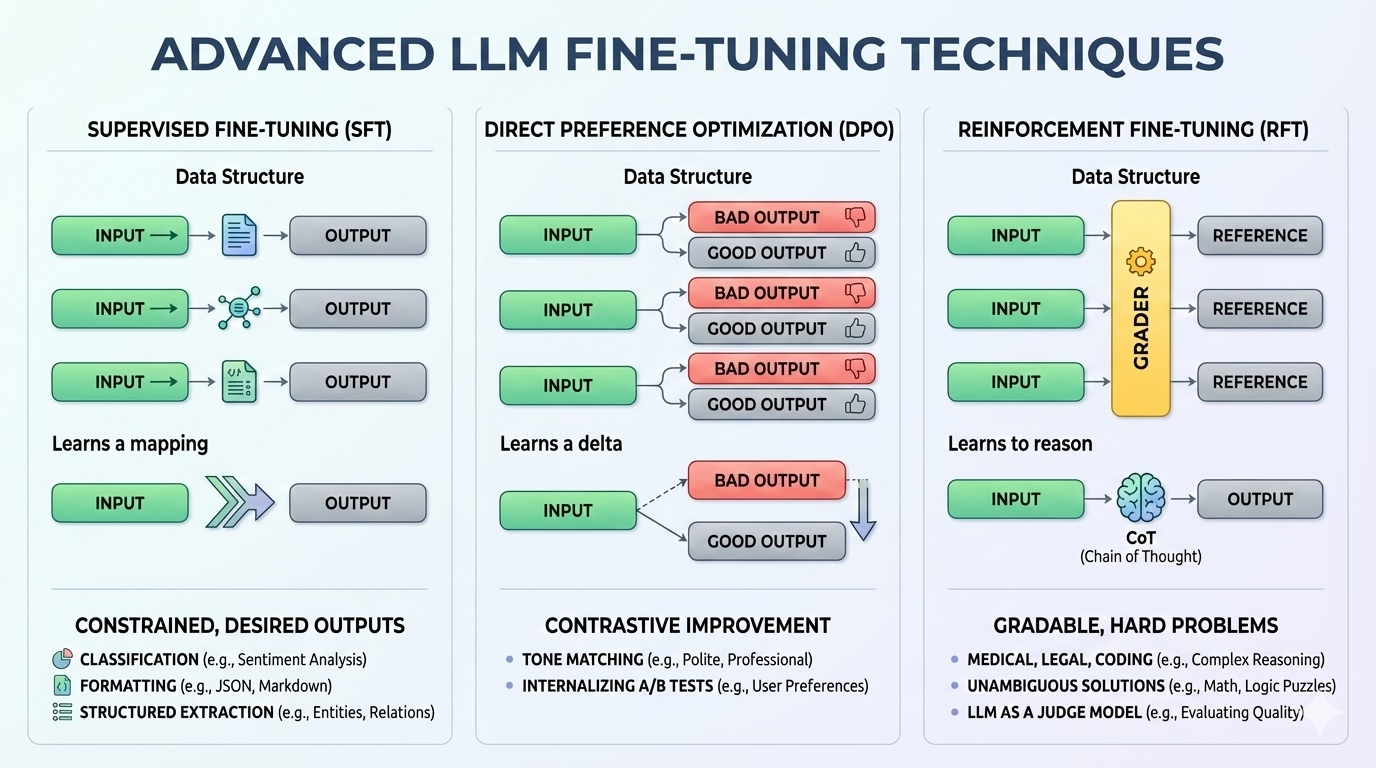 ADVANCED LLM FINE-TUNING TECHNIQUES
SUPERVISED FINE-TUNING (SFT)
Data Structure
INPUT
OUTPUT
INPUT
OUTPUT
INPUT
OUTPUT
Learns a mapping
INPUT
OUTPUT
CONSTRAINED, DESIRED OUTPUTS
CLASSIFICATION (e.g., Sentiment Analysis)
FORMATTING (e.g., JSON, Markdown)
STRUCTURED EXTRACTION (e.g., Entities, Relations)
DIRECT PREFERENCE OPTIMIZATION (DPO)
Data Structure
INPUT
BAD OUTPUT
GOOD OUTPUT
INPUT
BAD OUTPUT
GOOD OUTPUT
INPUT
BAD OUTPUT
GOOD OUTPUT
Learns a delta
INPUT
BAD OUTPUT
GOOD OUTPUT
CONTRASTIVE IMPROVEMENT
TONE MATCHING (e.g., Polite, Professional)
INTERNALIZING A/B TESTS (e.g., User Preferences)
REINFORCEMENT FINE-TUNING (RFT)
Data Structure
INPUT
REFERENCE
INPUT
REFERENCE
INPUT
REFERENCE
GRADER
Learns to reason
INPUT
OUTPUT
CoT
(Chain of Thought)
GRADABLE, HARD PROBLEMS
MEDICAL, LEGAL, CODING (e.g., Complex Reasoning)
UNAMBIGUOUS SOLUTIONS (e.g., Math, Logic Puzzles)
LLM AS A JUDGE MODEL (e.g., Evaluating Quality)